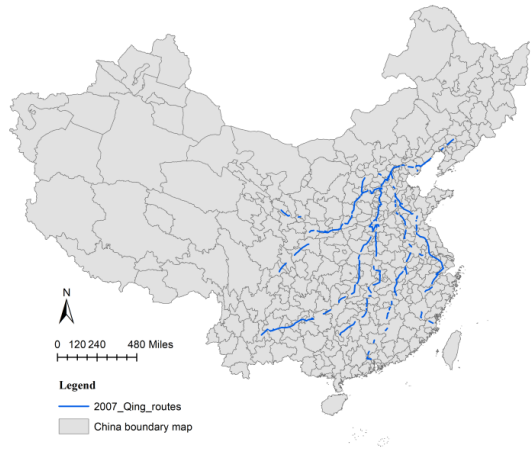 N
0 120 240 480 Miles
Legend
2007_Qing_routes
China boundary map